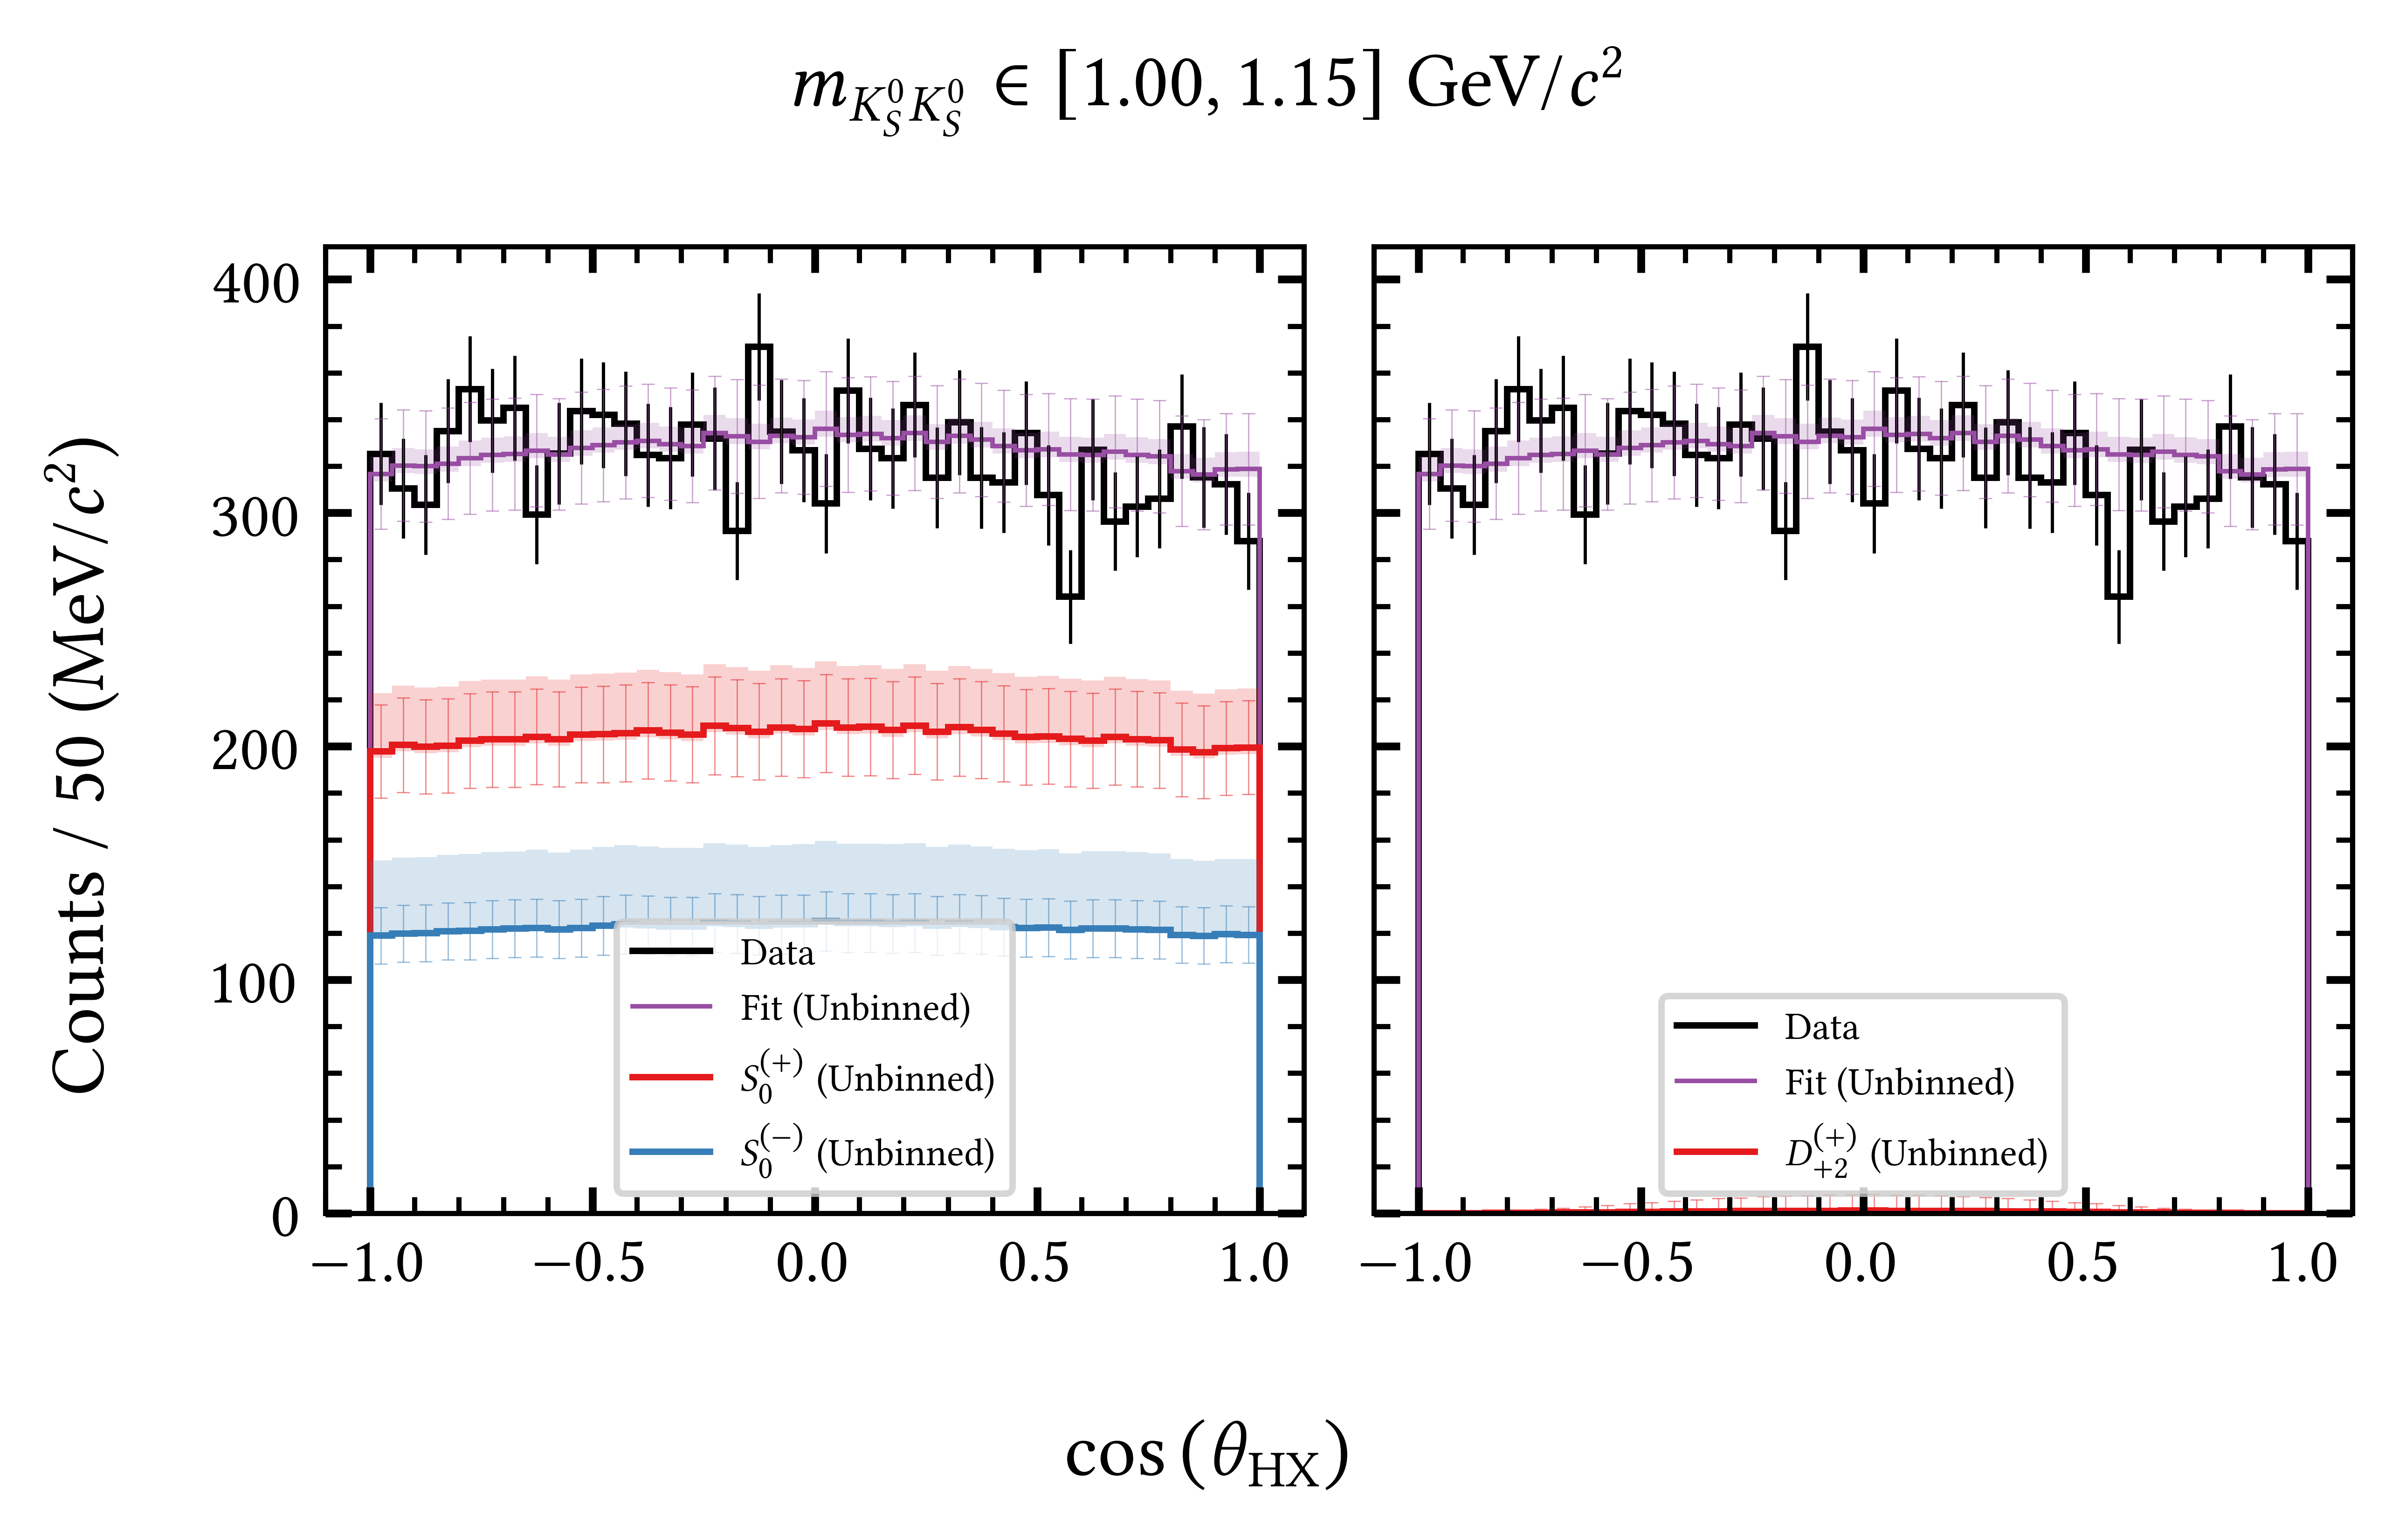 m_{K_S^0 K_S^0} ∈ [1.00, 1.15] GeV/c²
Counts / 50 (MeV/c²)
400
300
200
100
0
Data
Fit (Unbinned)
S_0^{(+)} (Unbinned)
S_0^{(−)} (Unbinned)
Data
Fit (Unbinned)
D_{+2}^{(+)} (Unbinned)
−1.0 −0.5 0.0 0.5 1.0
−1.0 −0.5 0.0 0.5 1.0
cos (θ_{HX})